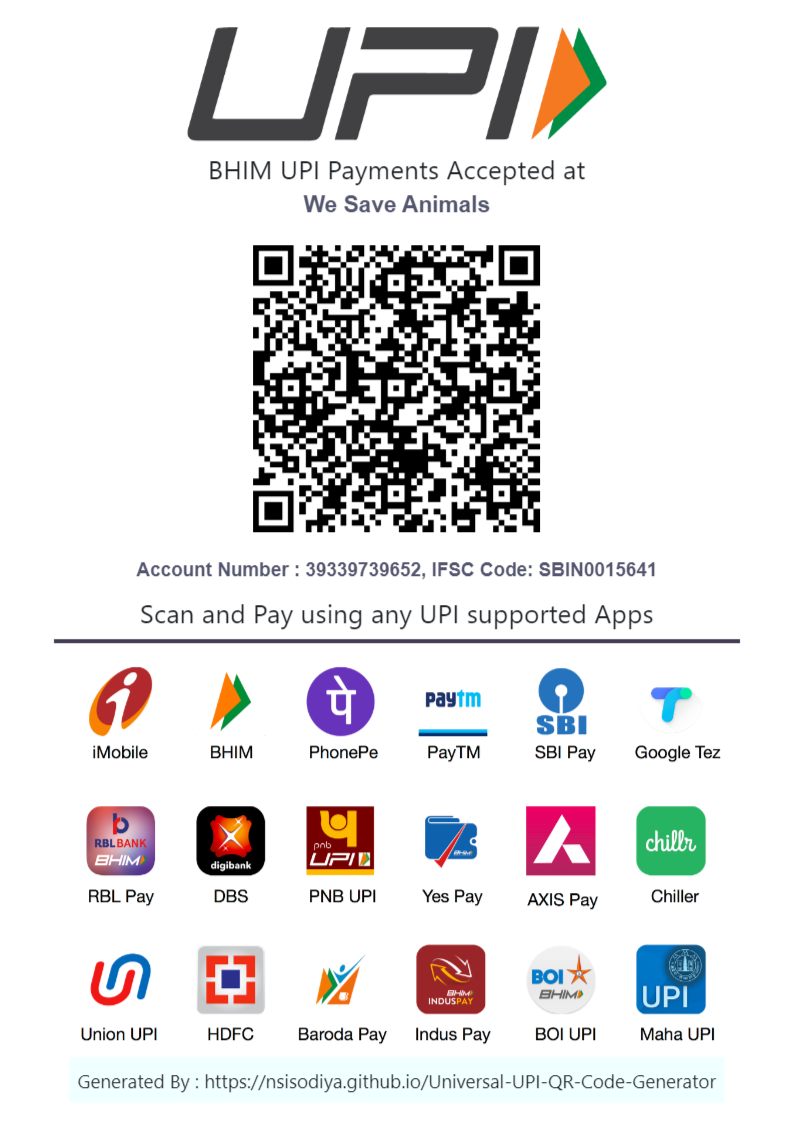 UPI
BHIM UPI Payments Accepted at
We Save Animals
Account Number : 39339739652, IFSC Code: SBIN0015641
Scan and Pay using any UPI supported Apps
i पे paytm SBI
iMobile BHIM PhonePe PayTM SBI Pay Google Tez
RBL BANK BHIM digibank पं pnb UPI BHIM chillr
RBL Pay DBS PNB UPI Yes Pay AXIS Pay Chiller
BHIM INDUSPAY BOI BHIM UPI
Union UPI HDFC Baroda Pay Indus Pay BOI UPI Maha UPI
Generated By : https://nsisodiya.github.io/Universal-UPI-QR-Code-Generator